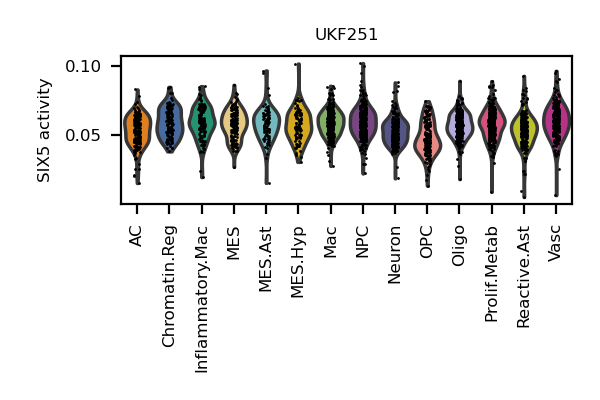 UKF251
SIX5 activity
0.10
0.05
AC
Chromatin.Reg
Inflammatory.Mac
MES
MES.Ast
MES.Hyp
Mac
NPC
Neuron
OPC
Oligo
Prolif.Metab
Reactive.Ast
Vasc